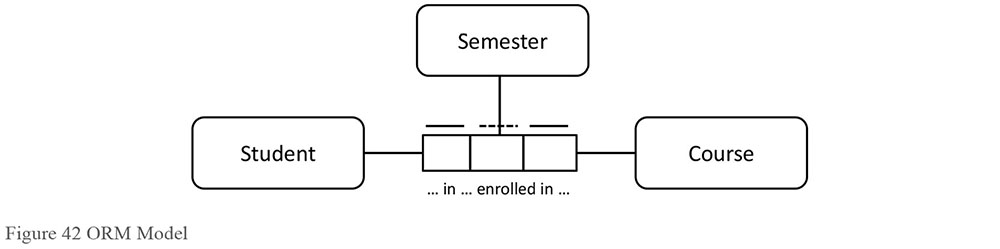 Semester
Student
Course
... in ... enrolled in ...
Figure 42 ORM Model